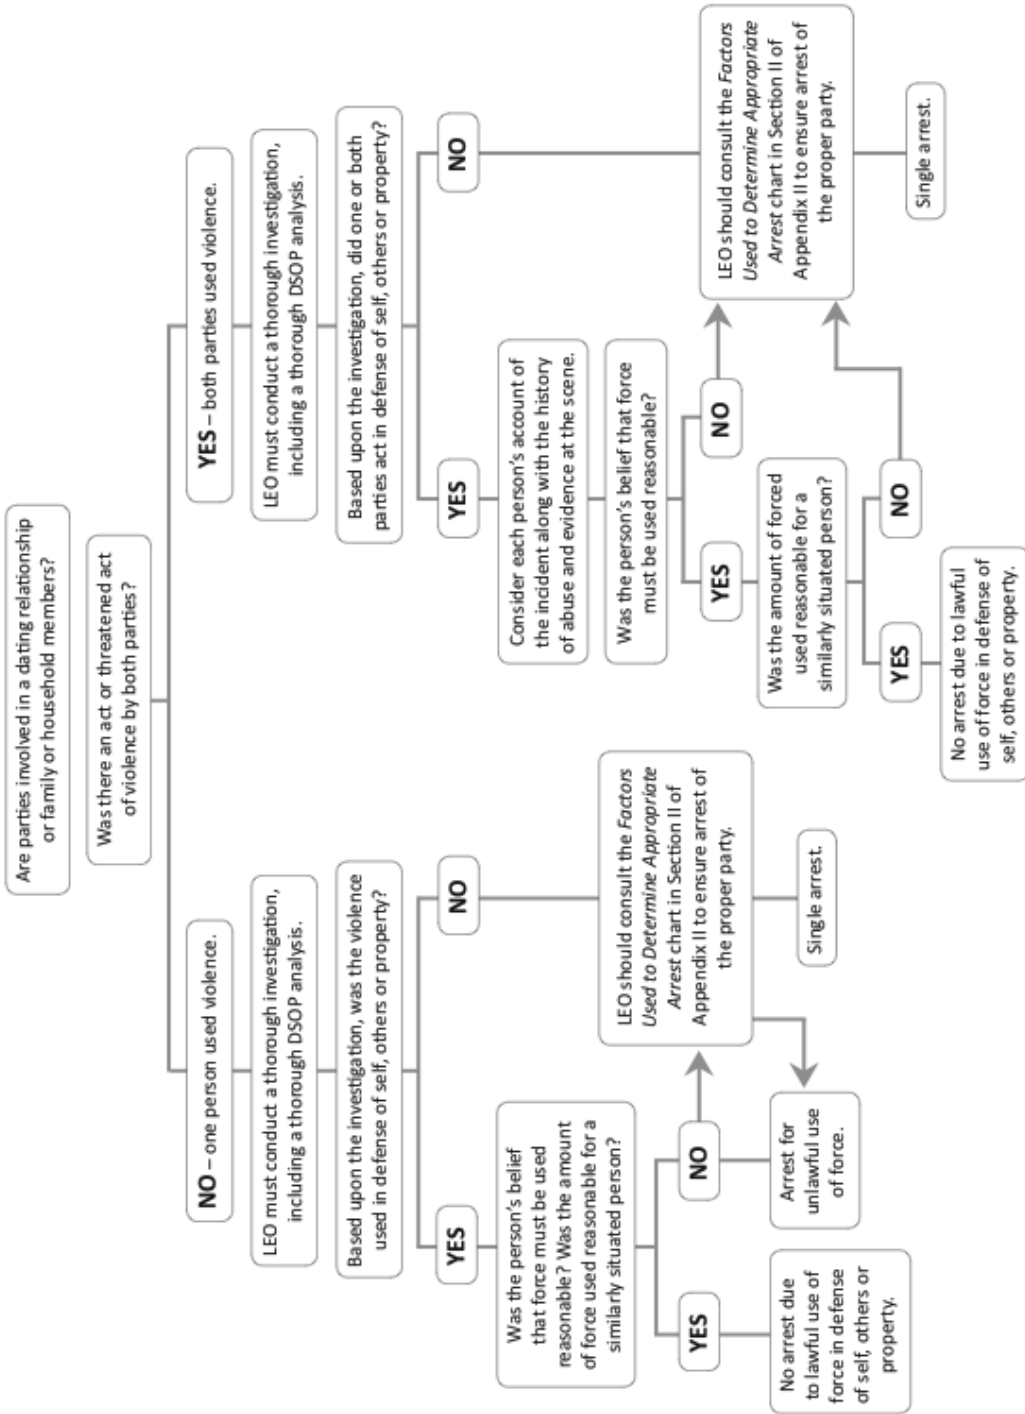 Are parties involved in a dating relationship
or family or household members?
Was there an act or threatened act
of violence by both parties?
NO – one person used violence.
LEO must conduct a thorough investigation,
including a thorough DSOP analysis.
Based upon the investigation, was the violence
used in defense of self, others or property?
YES
NO
Was the person's belief
that force must be used
reasonable? Was the amount
of force used reasonable for a
similarly situated person?
YES
NO
No arrest due
to lawful use of
force in defense
of self, others or
property.
Arrest for
unlawful use
of force.
LEO should consult the Factors
Used to Determine Appropriate
Arrest chart in Section II of
Appendix II to ensure arrest of
the proper party.
Single arrest.
YES – both parties used violence.
LEO must conduct a thorough investigation,
including a thorough DSOP analysis.
Based upon the investigation, did one or both
parties act in defense of self, others or property?
YES
NO
Consider each person's account of
the incident along with the history
of abuse and evidence at the scene.
Was the person's belief that force
must be used reasonable?
YES
NO
Was the amount of forced
used reasonable for a
similarly situated person?
YES
NO
No arrest due to lawful
use of force in defense of
self, others or property.
LEO should consult the Factors
Used to Determine Appropriate
Arrest chart in Section II of
Appendix II to ensure arrest of
the proper party.
Single arrest.